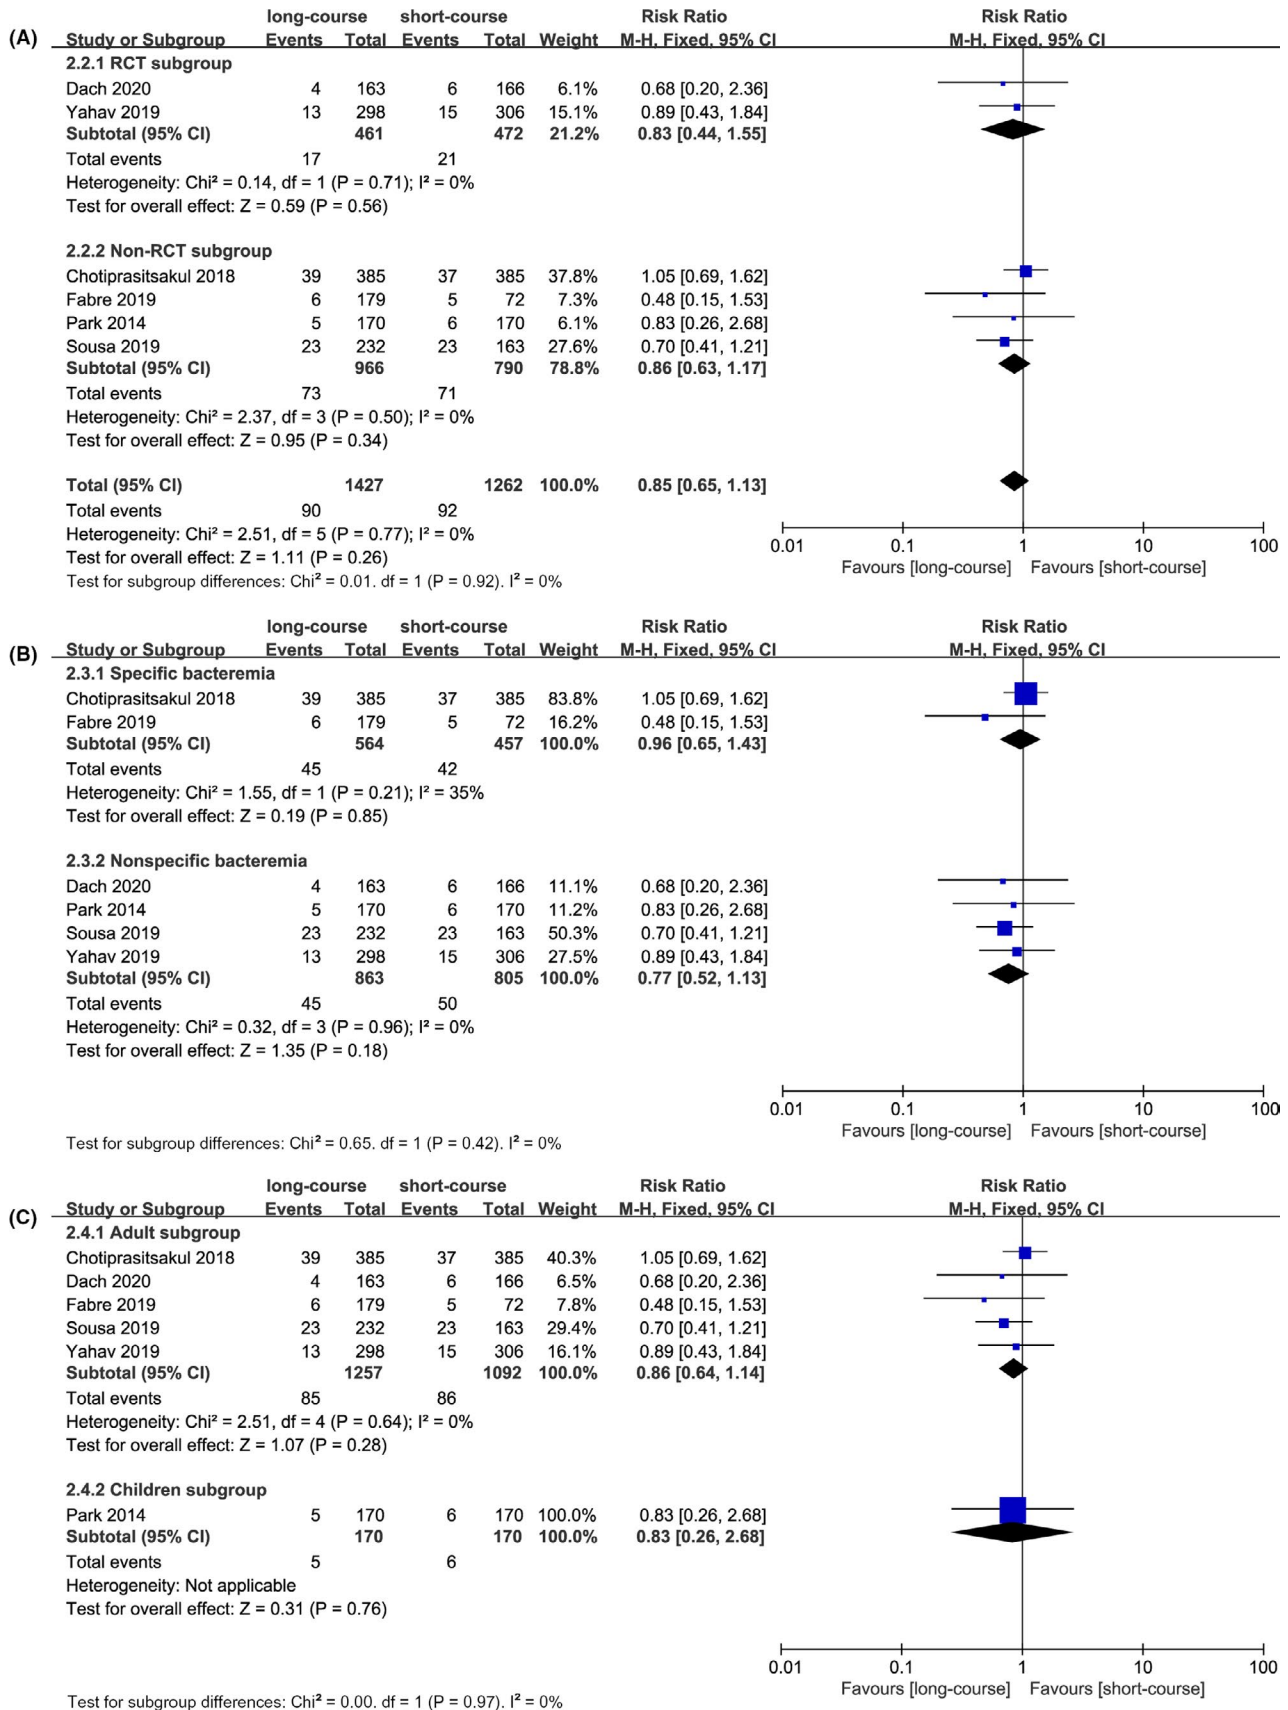 (A)
long-course short-course Risk Ratio Risk Ratio
Study or Subgroup Events Total Events Total Weight M-H, Fixed, 95% CI M-H, Fixed, 95% CI
2.2.1 RCT subgroup
Dach 2020 4 163 6 166 6.1% 0.68 [0.20, 2.36]
Yahav 2019 13 298 15 306 15.1% 0.89 [0.43, 1.84]
Subtotal (95% CI) 461 472 21.2% 0.83 [0.44, 1.55]
Total events 17 21
Heterogeneity: Chi² = 0.14, df = 1 (P = 0.71); I² = 0%
Test for overall effect: Z = 0.59 (P = 0.56)
2.2.2 Non-RCT subgroup
Chotiprasitsakul 2018 39 385 37 385 37.8% 1.05 [0.69, 1.62]
Fabre 2019 6 179 5 72 7.3% 0.48 [0.15, 1.53]
Park 2014 5 170 6 170 6.1% 0.83 [0.26, 2.68]
Sousa 2019 23 232 23 163 27.6% 0.70 [0.41, 1.21]
Subtotal (95% CI) 966 790 78.8% 0.86 [0.63, 1.17]
Total events 73 71
Heterogeneity: Chi² = 2.37, df = 3 (P = 0.50); I² = 0%
Test for overall effect: Z = 0.95 (P = 0.34)
Total (95% CI) 1427 1262 100.0% 0.85 [0.65, 1.13]
Total events 90 92
Heterogeneity: Chi² = 2.51, df = 5 (P = 0.77); I² = 0%
Test for overall effect: Z = 1.11 (P = 0.26)
Test for subgroup differences: Chi² = 0.01. df = 1 (P = 0.92). I² = 0%
0.01 0.1 1 10 100
Favours [long-course] Favours [short-course]
(B)
long-course short-course Risk Ratio Risk Ratio
Study or Subgroup Events Total Events Total Weight M-H, Fixed, 95% CI M-H, Fixed, 95% CI
2.3.1 Specific bacteremia
Chotiprasitsakul 2018 39 385 37 385 83.8% 1.05 [0.69, 1.62]
Fabre 2019 6 179 5 72 16.2% 0.48 [0.15, 1.53]
Subtotal (95% CI) 564 457 100.0% 0.96 [0.65, 1.43]
Total events 45 42
Heterogeneity: Chi² = 1.55, df = 1 (P = 0.21); I² = 35%
Test for overall effect: Z = 0.19 (P = 0.85)
2.3.2 Nonspecific bacteremia
Dach 2020 4 163 6 166 11.1% 0.68 [0.20, 2.36]
Park 2014 5 170 6 170 11.2% 0.83 [0.26, 2.68]
Sousa 2019 23 232 23 163 50.3% 0.70 [0.41, 1.21]
Yahav 2019 13 298 15 306 27.5% 0.89 [0.43, 1.84]
Subtotal (95% CI) 863 805 100.0% 0.77 [0.52, 1.13]
Total events 45 50
Heterogeneity: Chi² = 0.32, df = 3 (P = 0.96); I² = 0%
Test for overall effect: Z = 1.35 (P = 0.18)
0.01 0.1 1 10 100
Favours [long-course] Favours [short-course]
Test for subgroup differences: Chi² = 0.65. df = 1 (P = 0.42). I² = 0%
(C)
long-course short-course Risk Ratio Risk Ratio
Study or Subgroup Events Total Events Total Weight M-H, Fixed, 95% CI M-H, Fixed, 95% CI
2.4.1 Adult subgroup
Chotiprasitsakul 2018 39 385 37 385 40.3% 1.05 [0.69, 1.62]
Dach 2020 4 163 6 166 6.5% 0.68 [0.20, 2.36]
Fabre 2019 6 179 5 72 7.8% 0.48 [0.15, 1.53]
Sousa 2019 23 232 23 163 29.4% 0.70 [0.41, 1.21]
Yahav 2019 13 298 15 306 16.1% 0.89 [0.43, 1.84]
Subtotal (95% CI) 1257 1092 100.0% 0.86 [0.64, 1.14]
Total events 85 86
Heterogeneity: Chi² = 2.51, df = 4 (P = 0.64); I² = 0%
Test for overall effect: Z = 1.07 (P = 0.28)
2.4.2 Children subgroup
Park 2014 5 170 6 170 100.0% 0.83 [0.26, 2.68]
Subtotal (95% CI) 170 170 100.0% 0.83 [0.26, 2.68]
Total events 5 6
Heterogeneity: Not applicable
Test for overall effect: Z = 0.31 (P = 0.76)
0.01 0.1 1 10 100
Favours [long-course] Favours [short-course]
Test for subgroup differences: Chi² = 0.00. df = 1 (P = 0.97). I² = 0%